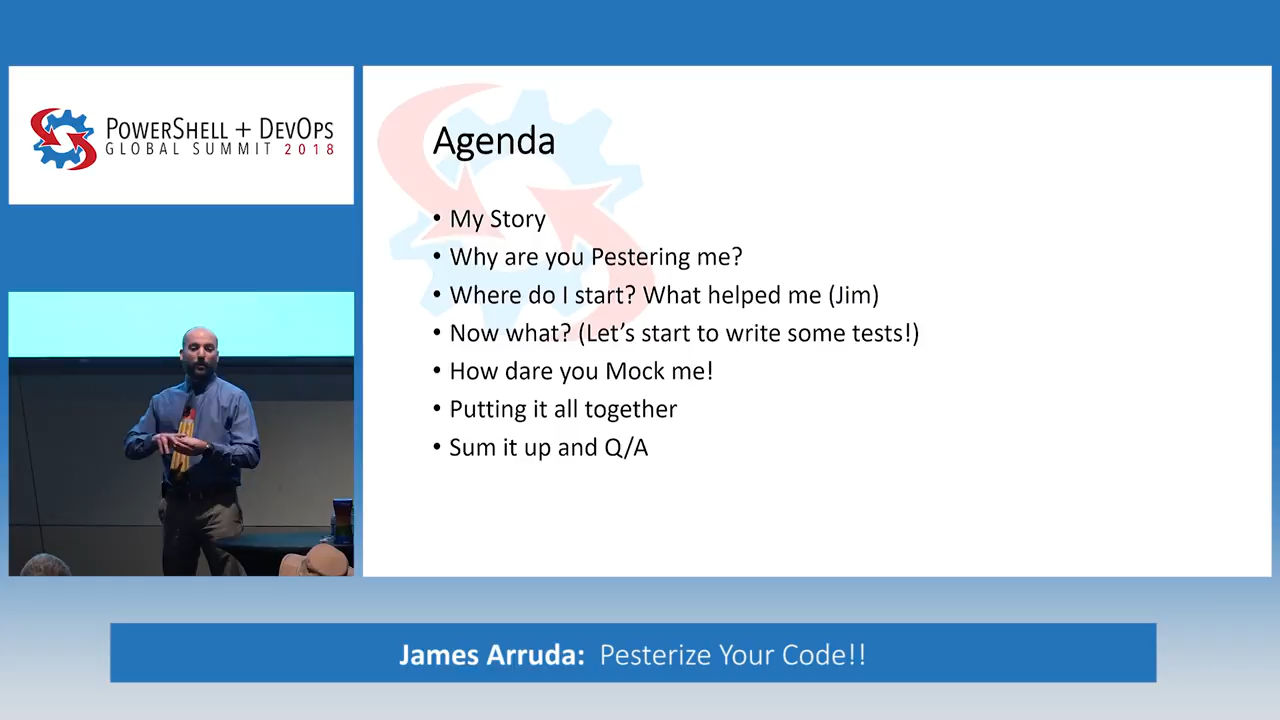 POWERSHELL + DEVOPS
GLOBAL SUMMIT 2018
Agenda
• My Story
• Why are you Pestering me?
• Where do I start? What helped me (Jim)
• Now what? (Let's start to write some tests!)
• How dare you Mock me!
• Putting it all together
• Sum it up and Q/A
James Arruda: Pesterize Your Code!!